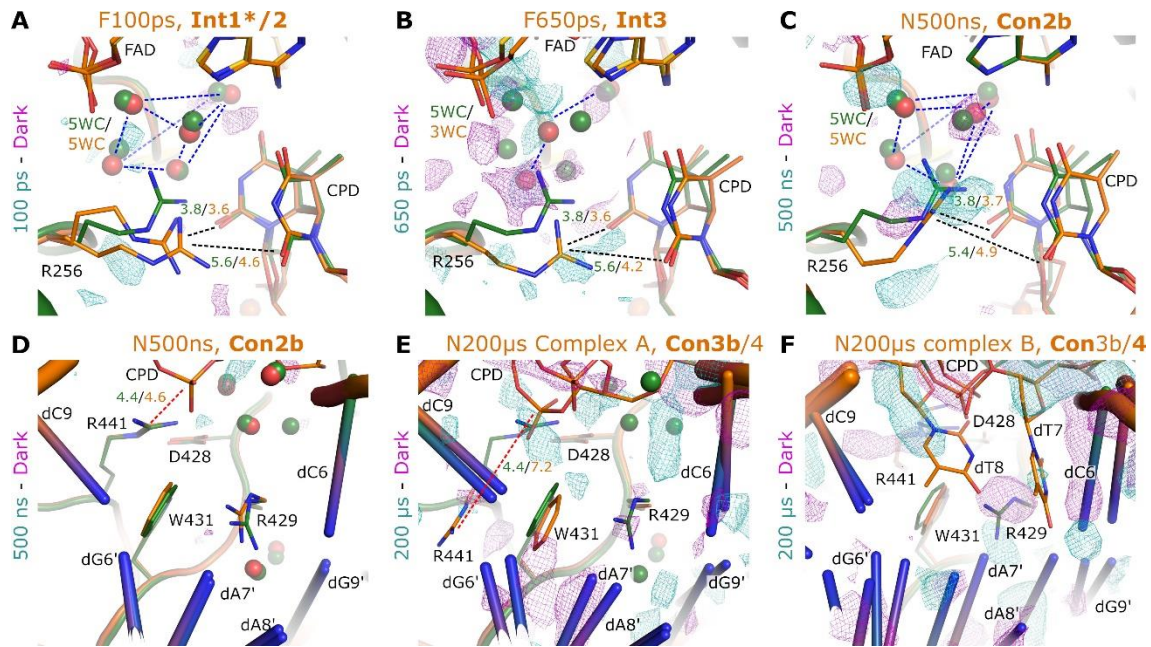 A F100ps, Int1*/2
FAD
5WC/
5WC
CPD
3.8/3.6
5.6/4.6
R256
100 ps - Dark
B F650ps, Int3
FAD
5WC/
3WC
CPD
3.8/3.6
5.6/4.2
R256
650 ps - Dark
C N500ns, Con2b
FAD
5WC/
5WC
CPD
3.8/3.7
5.4/4.9
R256
500 ns - Dark
D N500ns, Con2b
CPD
4.4/4.6
dC9
R441
D428
dC6
W431
R429
dG6'
dA7'
dG9'
dA8'
500 ns - Dark
E N200µs Complex A, Con3b/4
CPD
dC9
D428
4.4/7.2
dC6
R429
W431
R441
dG6'
dA7'
dG9'
dA8'
200 µs - Dark
F N200µs complex B, Con3b/4
CPD
dC9
D428
dT7
R441
dT8
dC6
W431
R429
dG6'
dA7'
dA8'
dG9'
200 µs - Dark